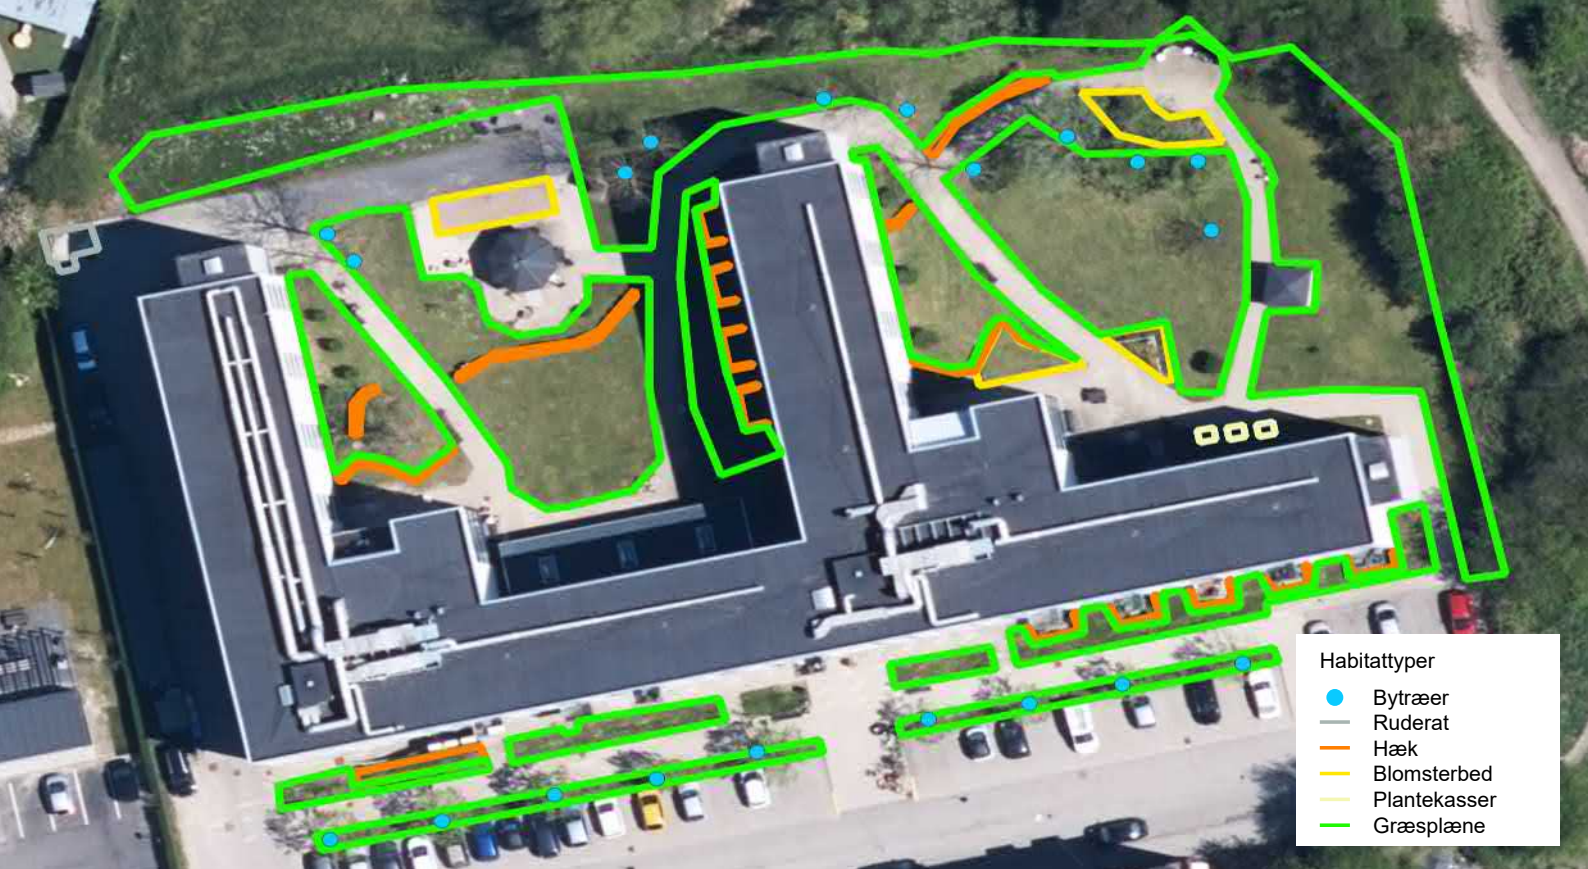 Habitattyper
Bytræer
Ruderat
Hæk
Blomsterbed
Plantekasser
Græsplæne